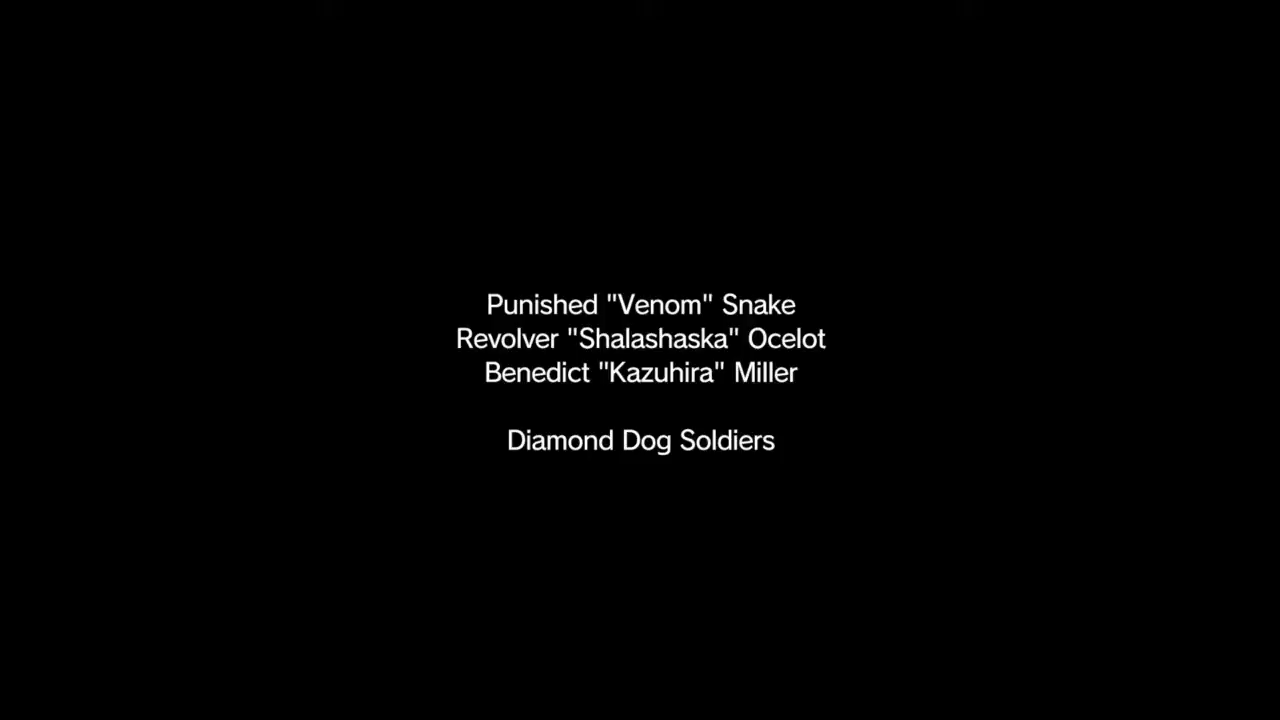 Punished "Venom" Snake
Revolver "Shalashaska" Ocelot
Benedict "Kazuhira" Miller
Diamond Dog Soldiers